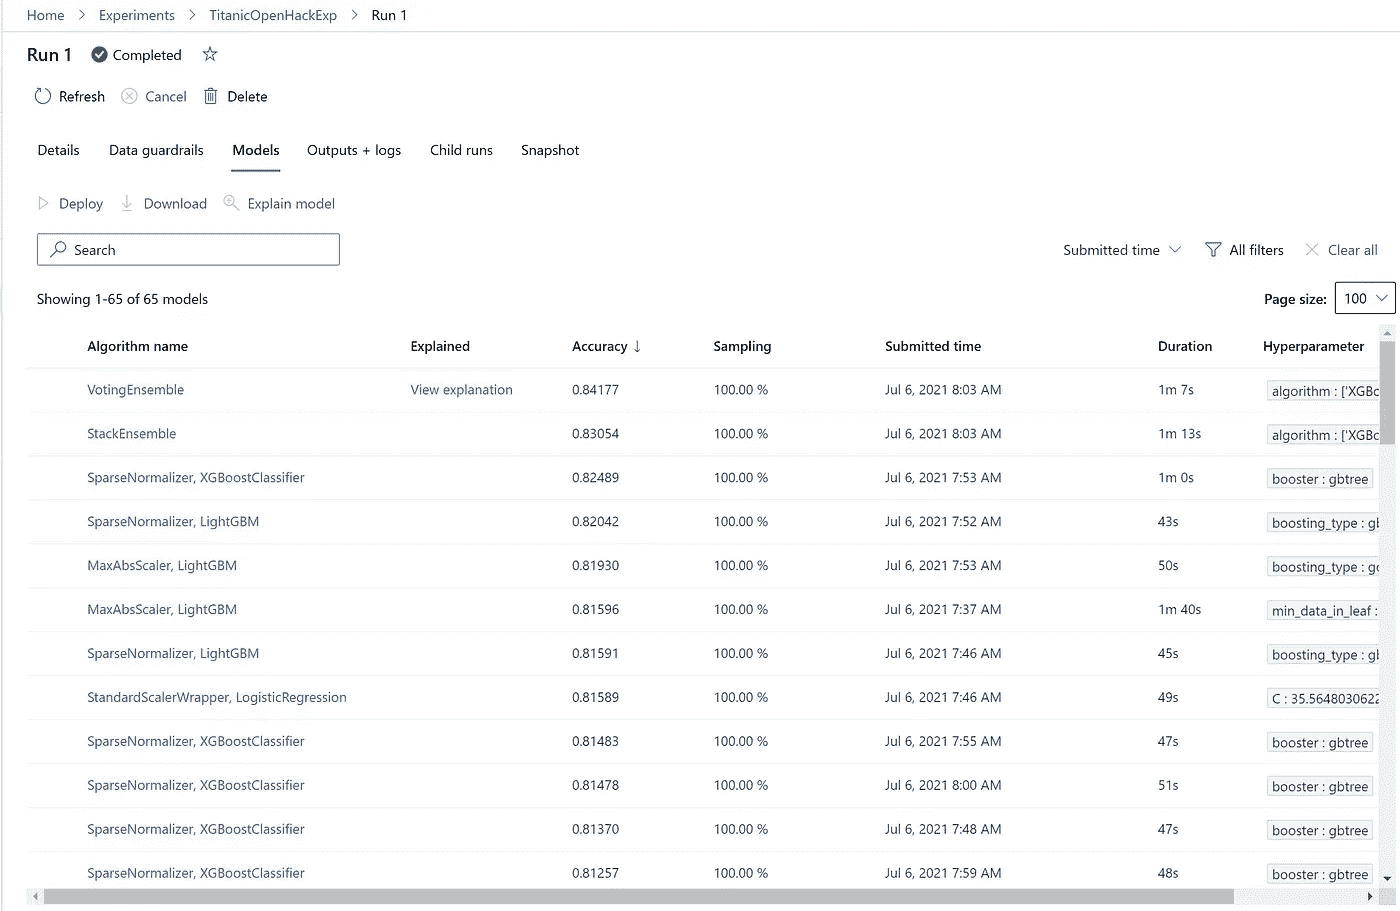 Home > Experiments > TitanicOpenHackExp > Run 1
Run 1 Completed
Refresh Cancel Delete
Details Data guardrails Models Outputs + logs Child runs Snapshot
Deploy Download Explain model
Search Submitted time All filters Clear all
Showing 1-65 of 65 models Page size: 100
Algorithm name Explained Accuracy ↓ Sampling Submitted time Duration Hyperparameter
VotingEnsemble View explanation 0.84177 100.00 % Jul 6, 2021 8:03 AM 1m 7s algorithm : ['XGBo
StackEnsemble 0.83054 100.00 % Jul 6, 2021 8:03 AM 1m 13s algorithm : ['XGBo
SparseNormalizer, XGBoostClassifier 0.82489 100.00 % Jul 6, 2021 7:53 AM 1m 0s booster : gbtree
SparseNormalizer, LightGBM 0.82042 100.00 % Jul 6, 2021 7:52 AM 43s boosting_type : gb
MaxAbsScaler, LightGBM 0.81930 100.00 % Jul 6, 2021 7:53 AM 50s boosting_type : go
MaxAbsScaler, LightGBM 0.81596 100.00 % Jul 6, 2021 7:37 AM 1m 40s min_data_in_leaf :
SparseNormalizer, LightGBM 0.81591 100.00 % Jul 6, 2021 7:46 AM 45s boosting_type : gb
StandardScalerWrapper, LogisticRegression 0.81589 100.00 % Jul 6, 2021 7:46 AM 49s C : 35.5648030622
SparseNormalizer, XGBoostClassifier 0.81483 100.00 % Jul 6, 2021 7:55 AM 47s booster : gbtree
SparseNormalizer, XGBoostClassifier 0.81478 100.00 % Jul 6, 2021 8:00 AM 51s booster : gbtree
SparseNormalizer, XGBoostClassifier 0.81370 100.00 % Jul 6, 2021 7:48 AM 47s booster : gbtree
SparseNormalizer, XGBoostClassifier 0.81257 100.00 % Jul 6, 2021 7:59 AM 48s booster : gbtree